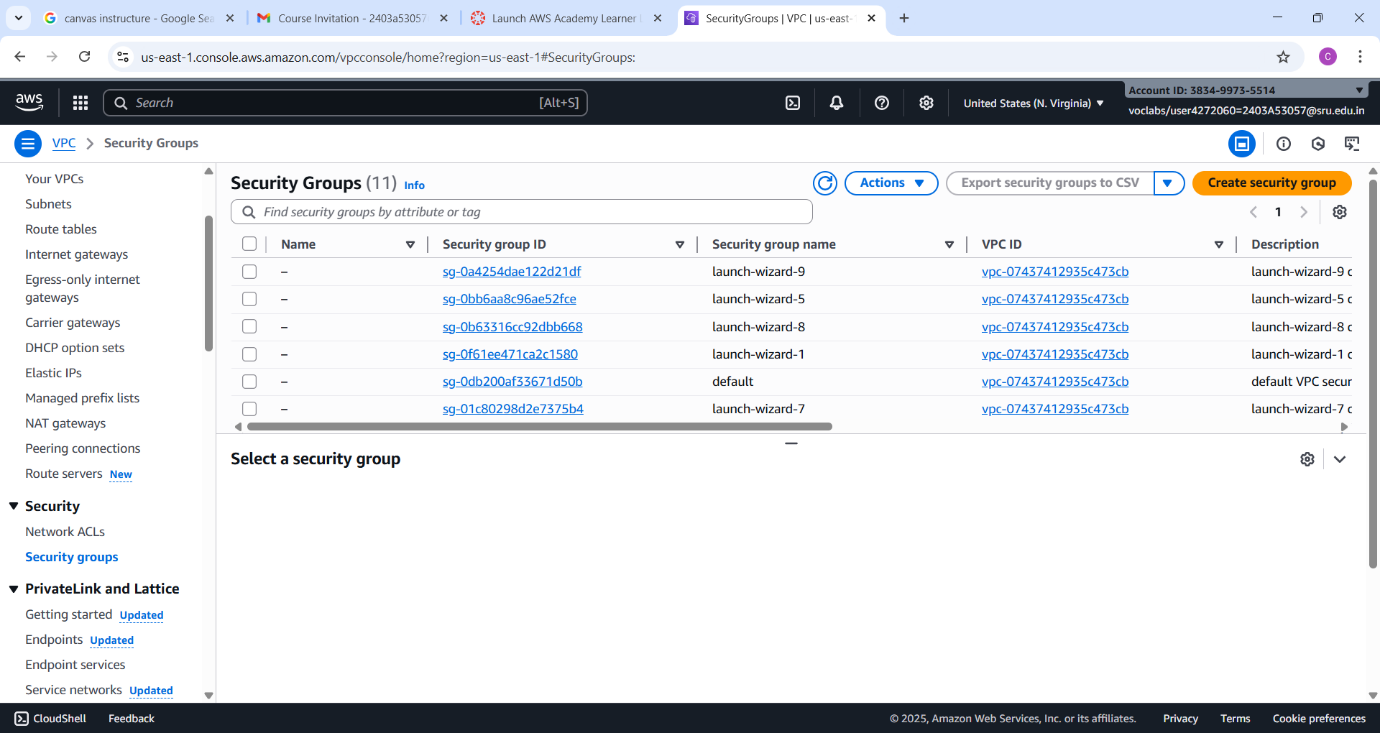 canvas instructure - Google Sea
Course Invitation - 2403a53057
Launch AWS Academy Learner L
SecurityGroups | VPC | us-east-1
us-east-1.console.aws.amazon.com/vpcconsole/home?region=us-east-1#SecurityGroups:
C
aws
Search [Alt+S]
United States (N. Virginia)
Account ID: 3834-9973-5514
voclabs/user4272060=2403A53057@sru.edu.in
VPC > Security Groups
Your VPCs
Subnets
Route tables
Internet gateways
Egress-only internet
gateways
Carrier gateways
DHCP option sets
Elastic IPs
Managed prefix lists
NAT gateways
Peering connections
Route servers New
Security
Network ACLs
Security groups
PrivateLink and Lattice
Getting started Updated
Endpoints Updated
Endpoint services
Service networks Updated
Security Groups (11) Info
Actions
Export security groups to CSV
Create security group
Find security groups by attribute or tag
1
Name Security group ID Security group name VPC ID Description
– sg-0a4254dae122d21df launch-wizard-9 vpc-07437412935c473cb launch-wizard-9 c
– sg-0bb6aa8c96ae52fce launch-wizard-5 vpc-07437412935c473cb launch-wizard-5 c
– sg-0b63316cc92dbb668 launch-wizard-8 vpc-07437412935c473cb launch-wizard-8 c
– sg-0f61ee471ca2c1580 launch-wizard-1 vpc-07437412935c473cb launch-wizard-1 c
– sg-0db200af33671d50b default vpc-07437412935c473cb default VPC secur
– sg-01c80298d2e7375b4 launch-wizard-7 vpc-07437412935c473cb launch-wizard-7 c
Select a security group
CloudShell Feedback
© 2025, Amazon Web Services, Inc. or its affiliates. Privacy Terms Cookie preferences